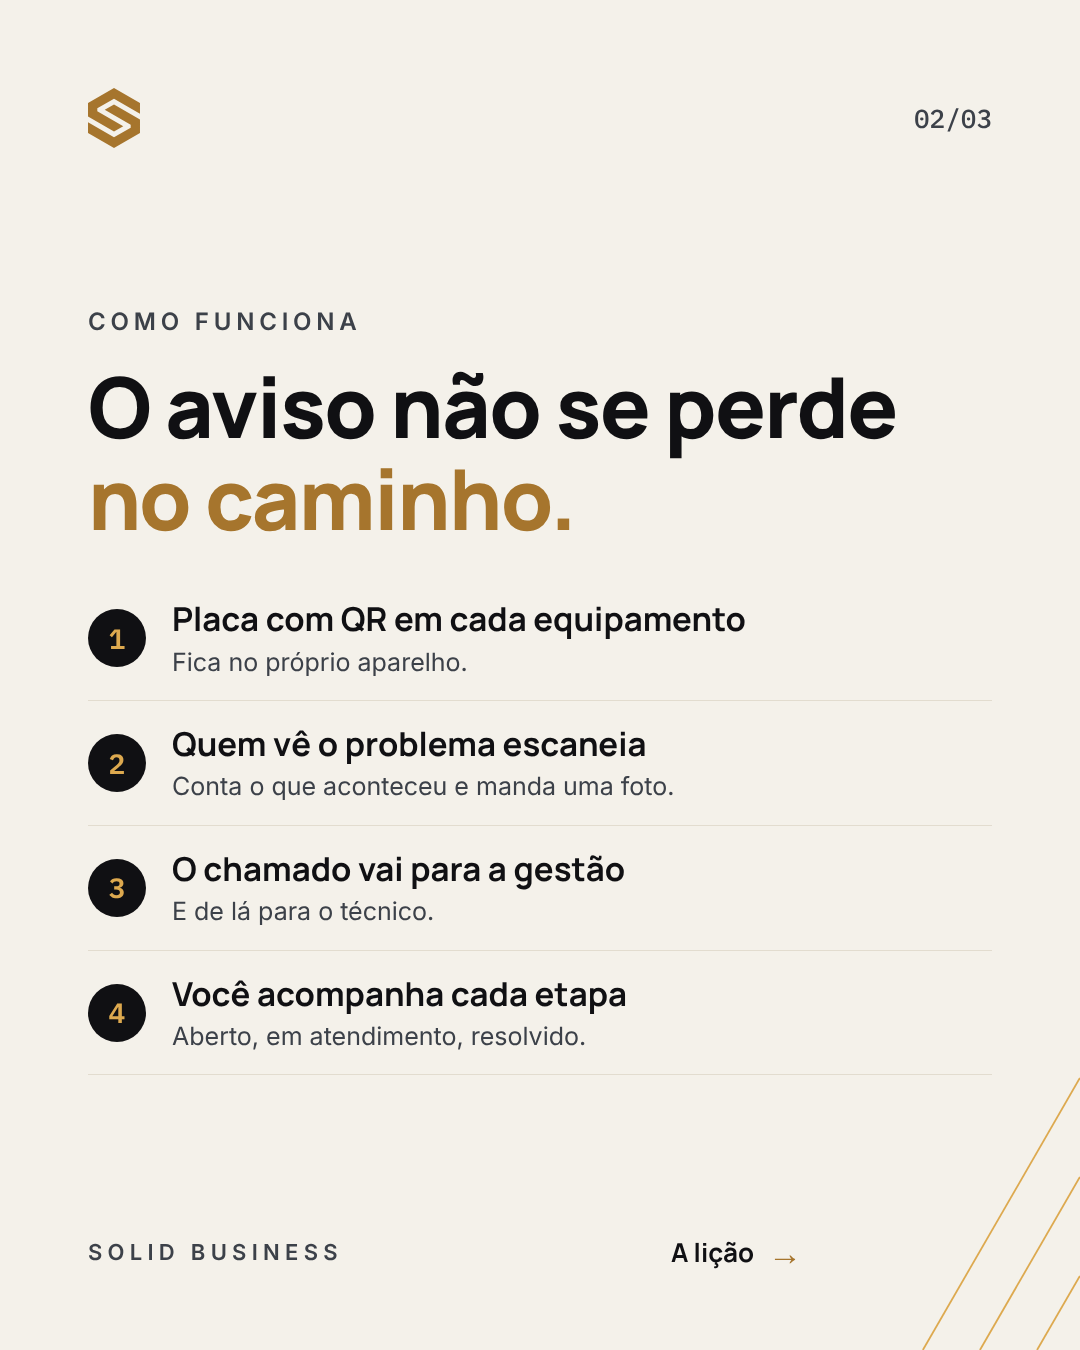 02/03
COMO FUNCIONA
O aviso não se perde
no caminho.
1
Placa com QR em cada equipamento
Fica no próprio aparelho.
2
Quem vê o problema escaneia
Conta o que aconteceu e manda uma foto.
3
O chamado vai para a gestão
E de lá para o técnico.
4
Você acompanha cada etapa
Aberto, em atendimento, resolvido.
SOLID BUSINESS
A lição →